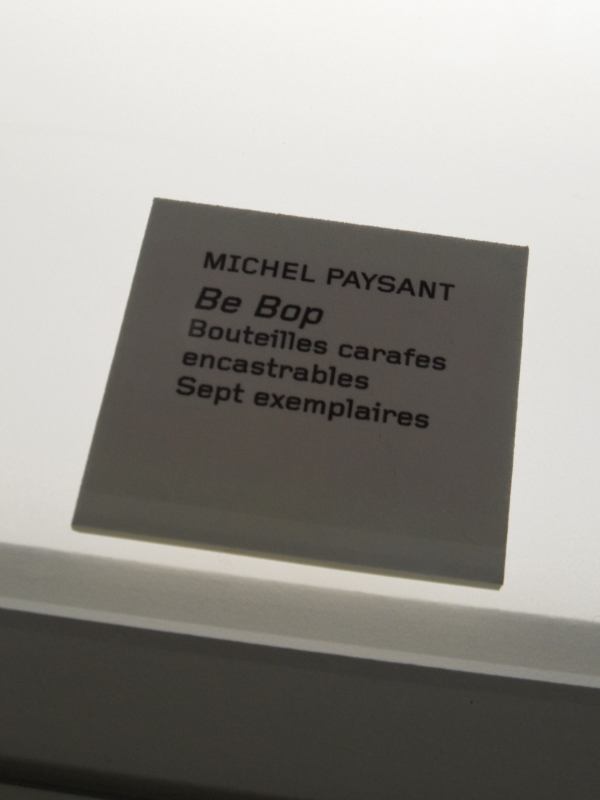 MICHEL PAYSANT
Be Bop
Bouteilles carafes
encastrables
Sept exemplaires